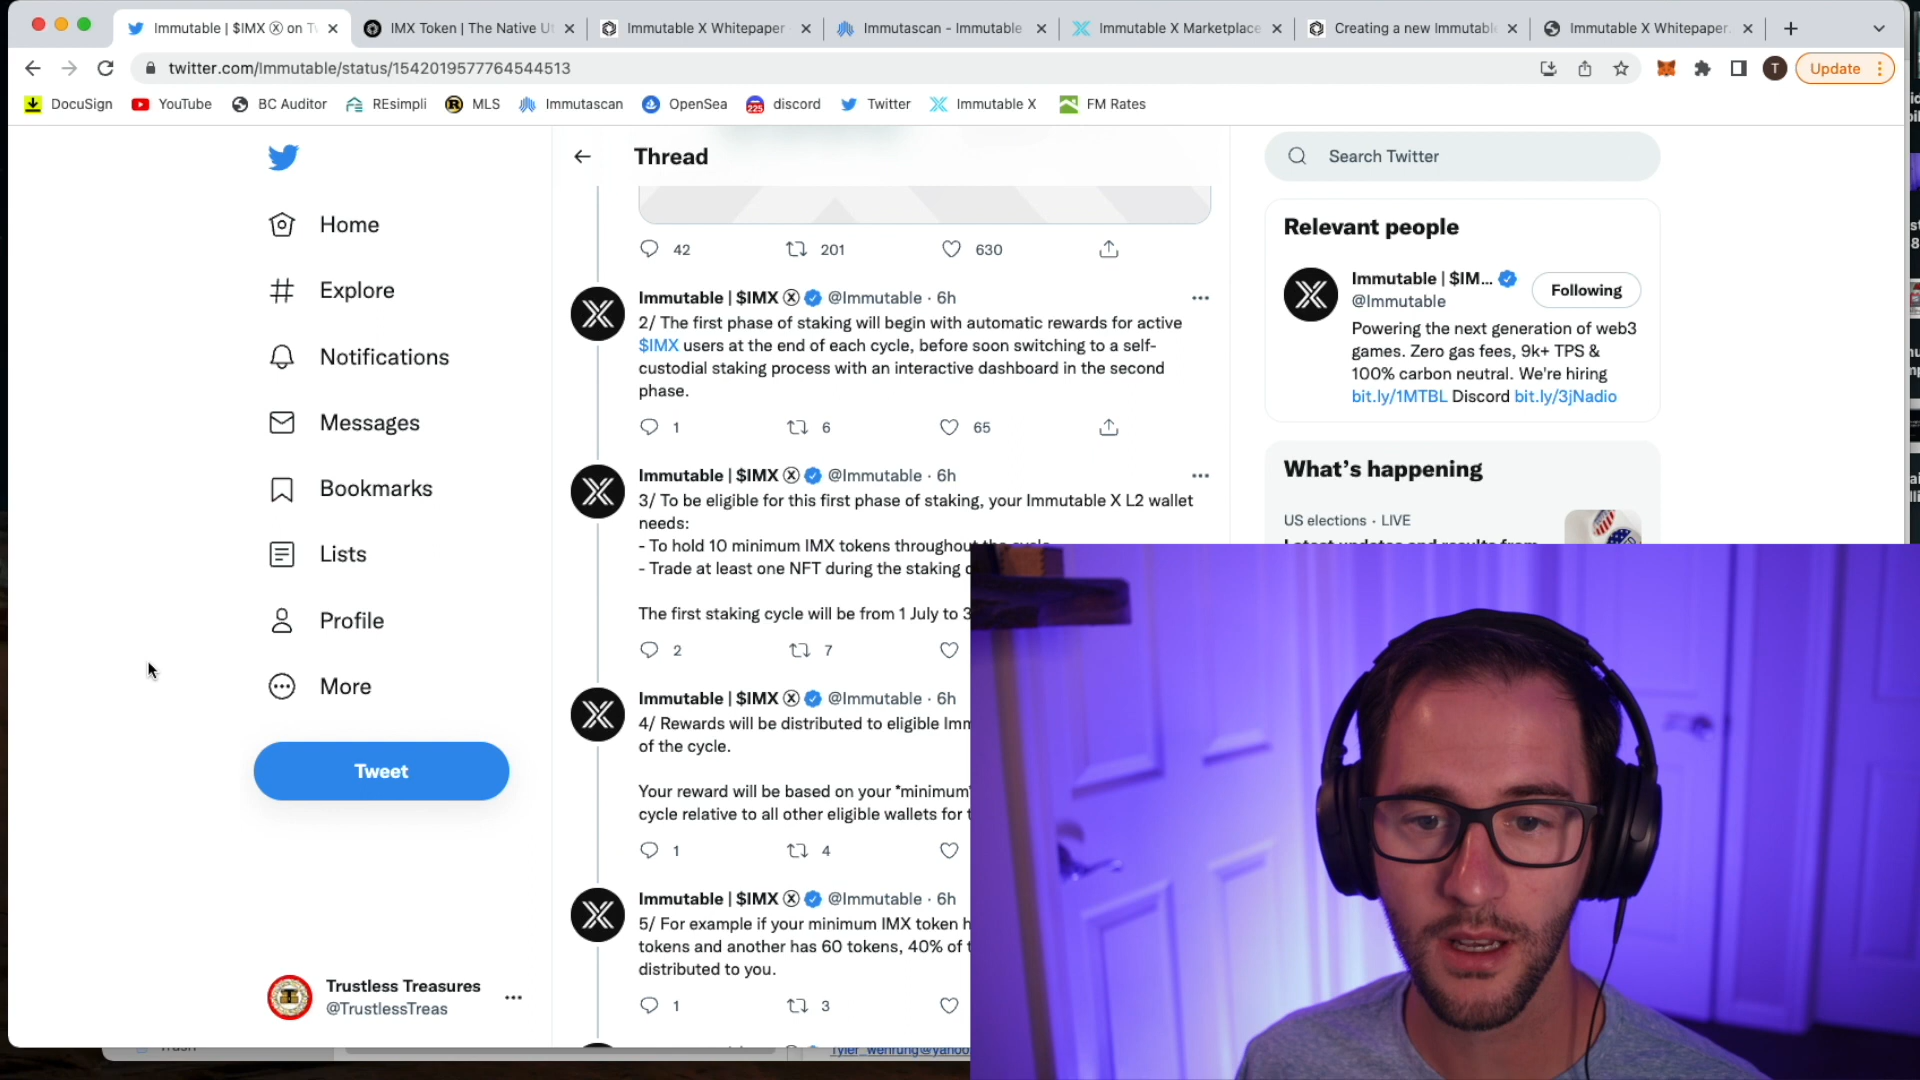 Immutable | $IMX Ⓧ on Tw
IMX Token | The Native Ut
Immutable X Whitepaper
Immutascan - Immutable
Immutable X Marketplace
Creating a new Immutabl
Immutable X Whitepaper.
twitter.com/Immutable/status/1542019577764544513
T
Update
DocuSign
YouTube
BC Auditor
REsimpli
MLS
Immutascan
OpenSea
225
discord
Twitter
Immutable X
FM Rates
Home
Explore
Notifications
Messages
Bookmarks
Lists
Profile
More
Tweet
Trustless Treasures
@TrustlessTreas
Thread
42 201 630
Immutable | $IMX Ⓧ @Immutable · 6h
2/ The first phase of staking will begin with automatic rewards for active
$IMX users at the end of each cycle, before soon switching to a self-
custodial staking process with an interactive dashboard in the second
phase.
1 6 65
Immutable | $IMX Ⓧ @Immutable · 6h
3/ To be eligible for this first phase of staking, your Immutable X L2 wallet
needs:
- To hold 10 minimum IMX tokens throughout the cycle
- Trade at least one NFT during the staking
The first staking cycle will be from 1 July to
2 7
Immutable | $IMX Ⓧ @Immutable · 6h
4/ Rewards will be distributed to eligible Imm
of the cycle.
Your reward will be based on your *minimum*
cycle relative to all other eligible wallets for
1 4
Immutable | $IMX Ⓧ @Immutable · 6h
5/ For example if your minimum IMX token h
tokens and another has 60 tokens, 40% of
distributed to you.
1 3
Search Twitter
Relevant people
Immutable | $IM...
@Immutable
Following
Powering the next generation of web3
games. Zero gas fees, 9k+ TPS &
100% carbon neutral. We're hiring
bit.ly/1MTBL Discord bit.ly/3jNadio
What's happening
US elections · LIVE
Latest updates and results from